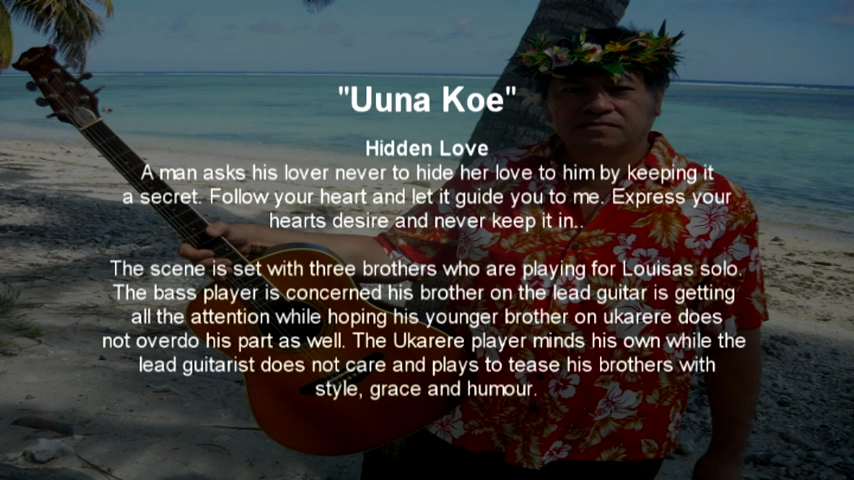 "Uuna Koe"
Hidden Love
A man asks his lover never to hide her love to him by keeping it
a secret. Follow your heart and let it guide you to me. Express your
hearts desire and never keep it in..
The scene is set with three brothers who are playing for Louisas solo.
The bass player is concerned his brother on the lead guitar is getting
all the attention while hoping his younger brother on ukarere does
not overdo his part as well. The Ukarere player minds his own while the
lead guitarist does not care and plays to tease his brothers with
style, grace and humour.